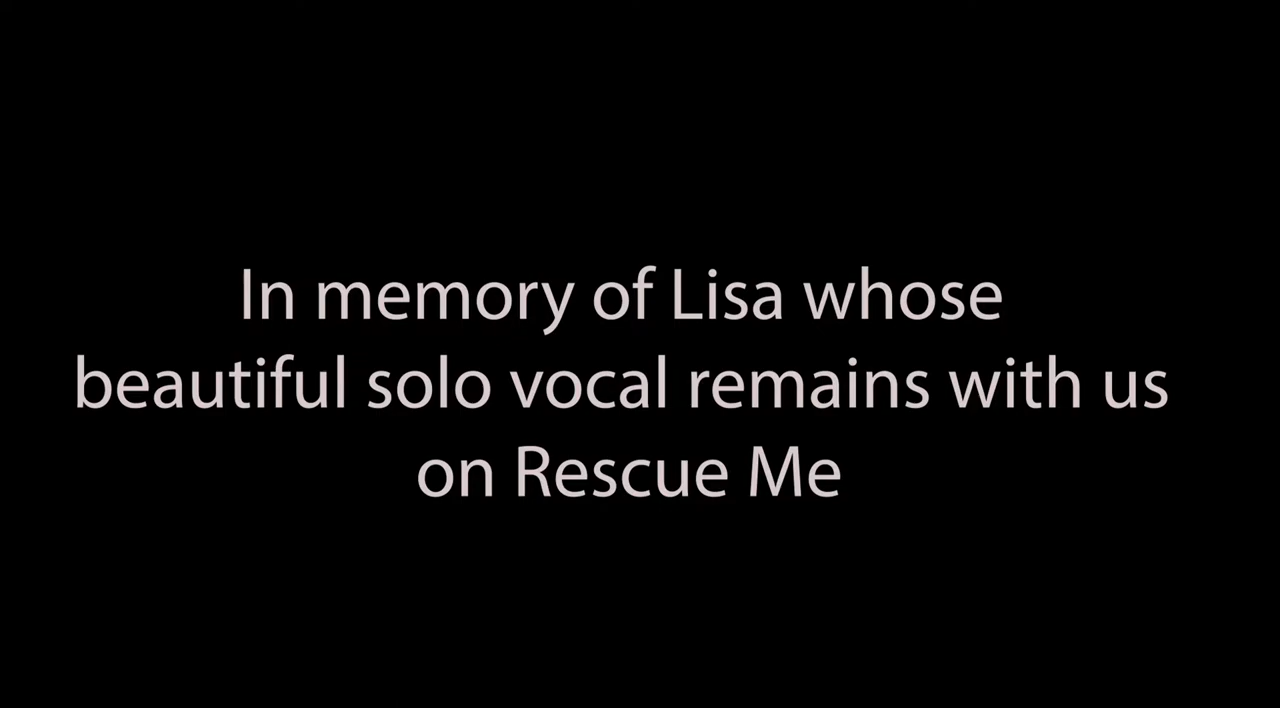 In memory of Lisa whose
beautiful solo vocal remains with us
on Rescue Me